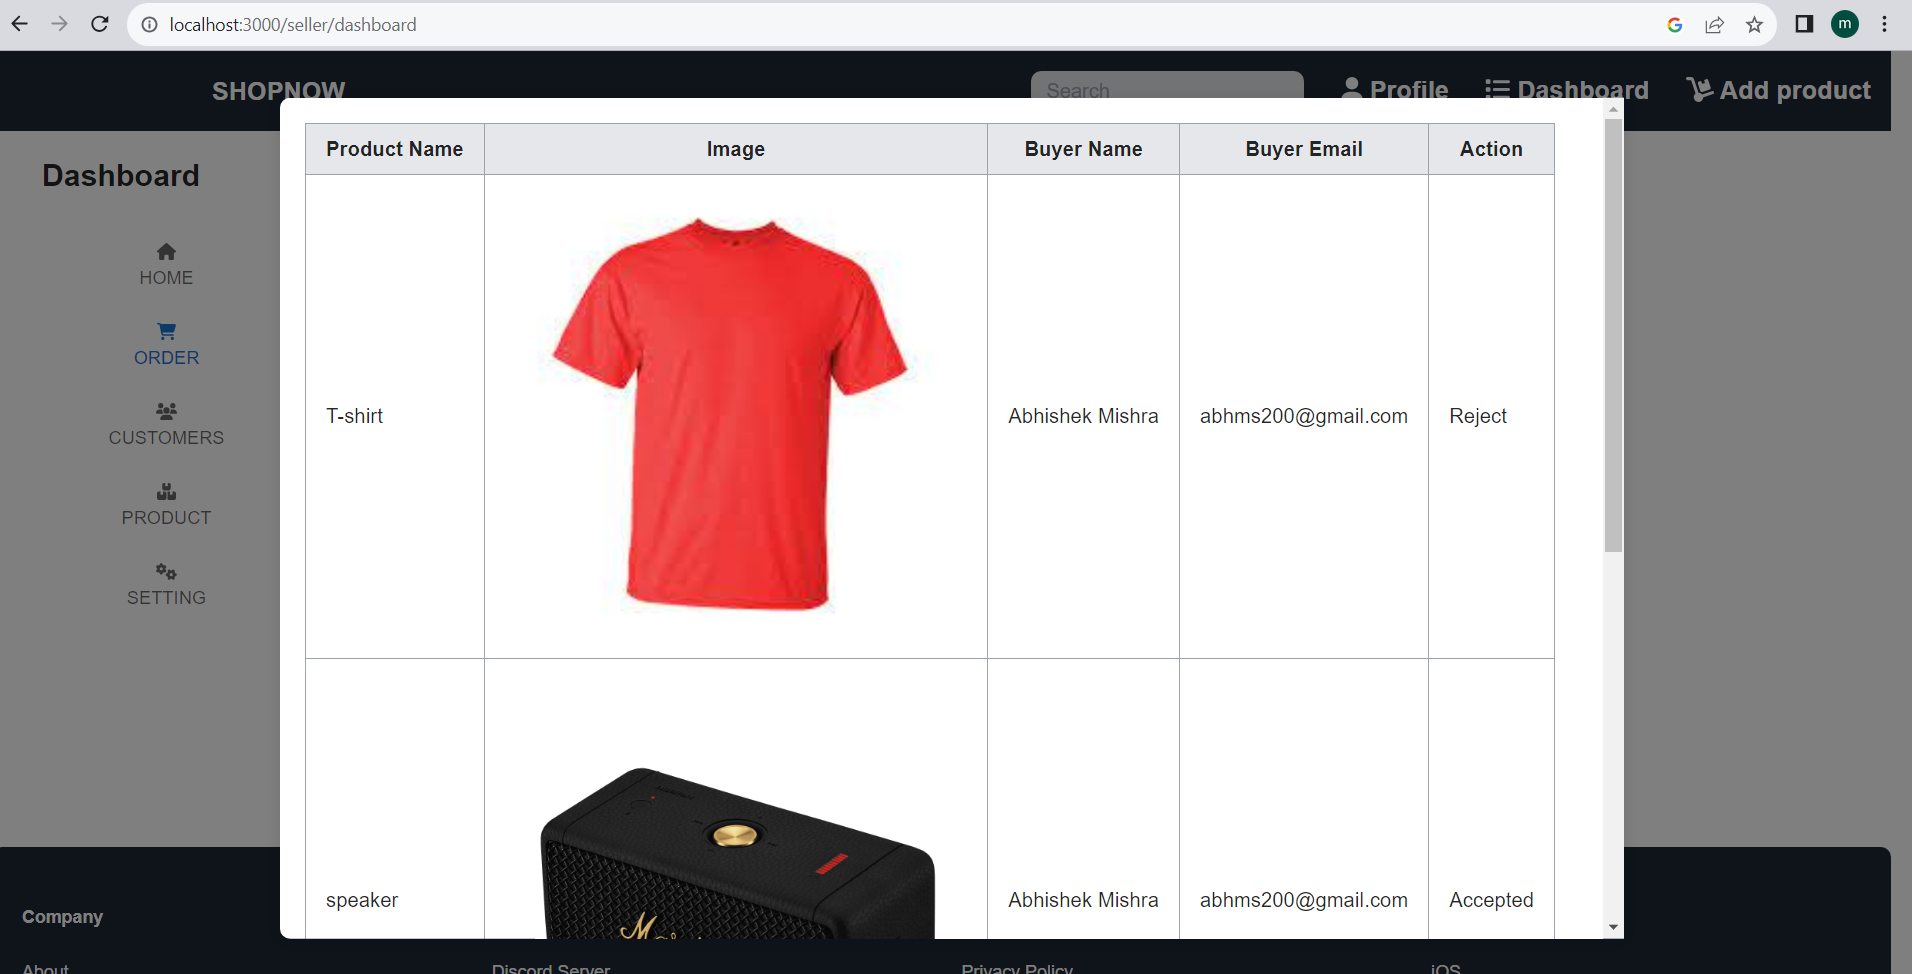 localhost:3000/seller/dashboard
m
SHOPNOW
Search
Profile
Dashboard
Add product
Dashboard
HOME
ORDER
CUSTOMERS
PRODUCT
SETTING
Product Name Image Buyer Name Buyer Email Action
T-shirt Abhishek Mishra abhms200@gmail.com Reject
speaker Abhishek Mishra abhms200@gmail.com Accepted
Company
About
Discord Server
Privacy Policy
iOS